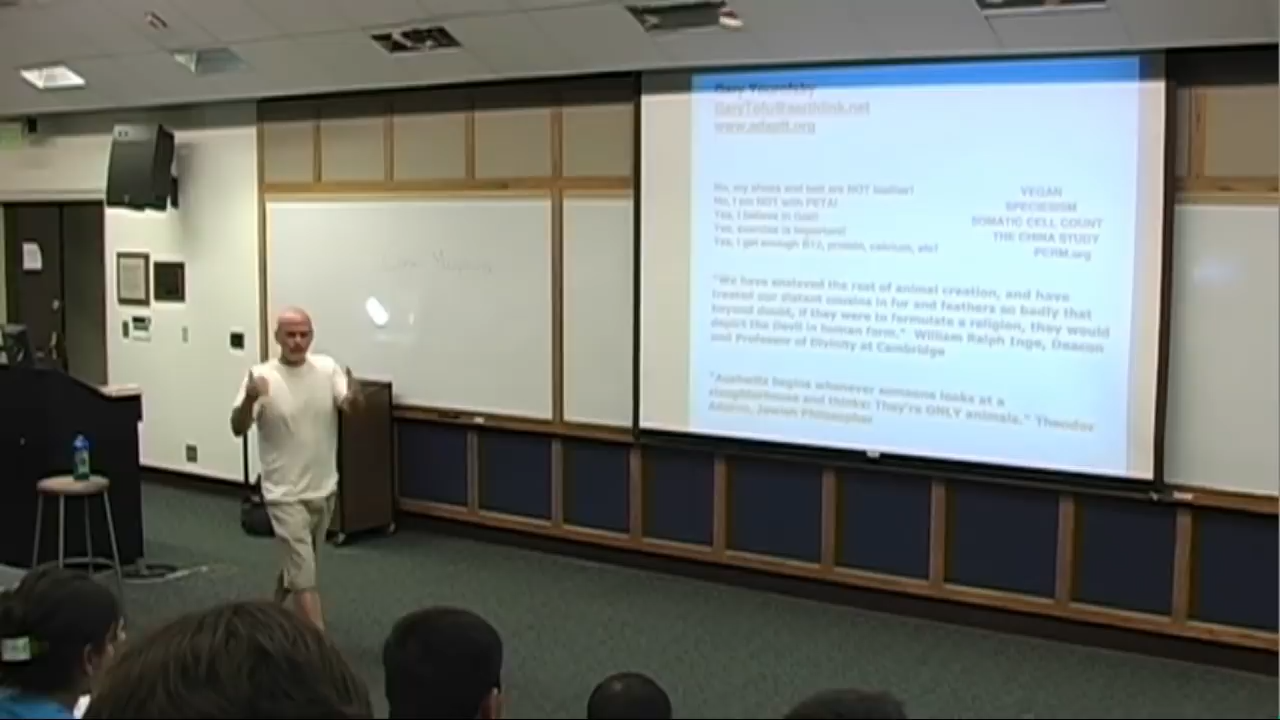 Gary Yourofsky
GaryTofu@earthlink.net
www.adaptt.org
No, my shoes and belt are NOT leather!
No, I am NOT with PETA!
Yes, I believe in God!
Yes, exercise is important!
Yes, I get enough B12, protein, calcium, etc!
VEGAN
SPECIESISM
SOMATIC CELL COUNT
THE CHINA STUDY
PCRM.org
"We have enslaved the rest of animal creation, and have
treated our distant cousins in fur and feathers so badly that
beyond doubt, if they were to formulate a religion, they would
depict the Devil in human form." William Ralph Inge, Deacon
and Professor of Divinity at Cambridge
"Auschwitz begins whenever someone looks at a
slaughterhouse and thinks: They're ONLY animals." Theodor
Adorno, Jewish Philosopher